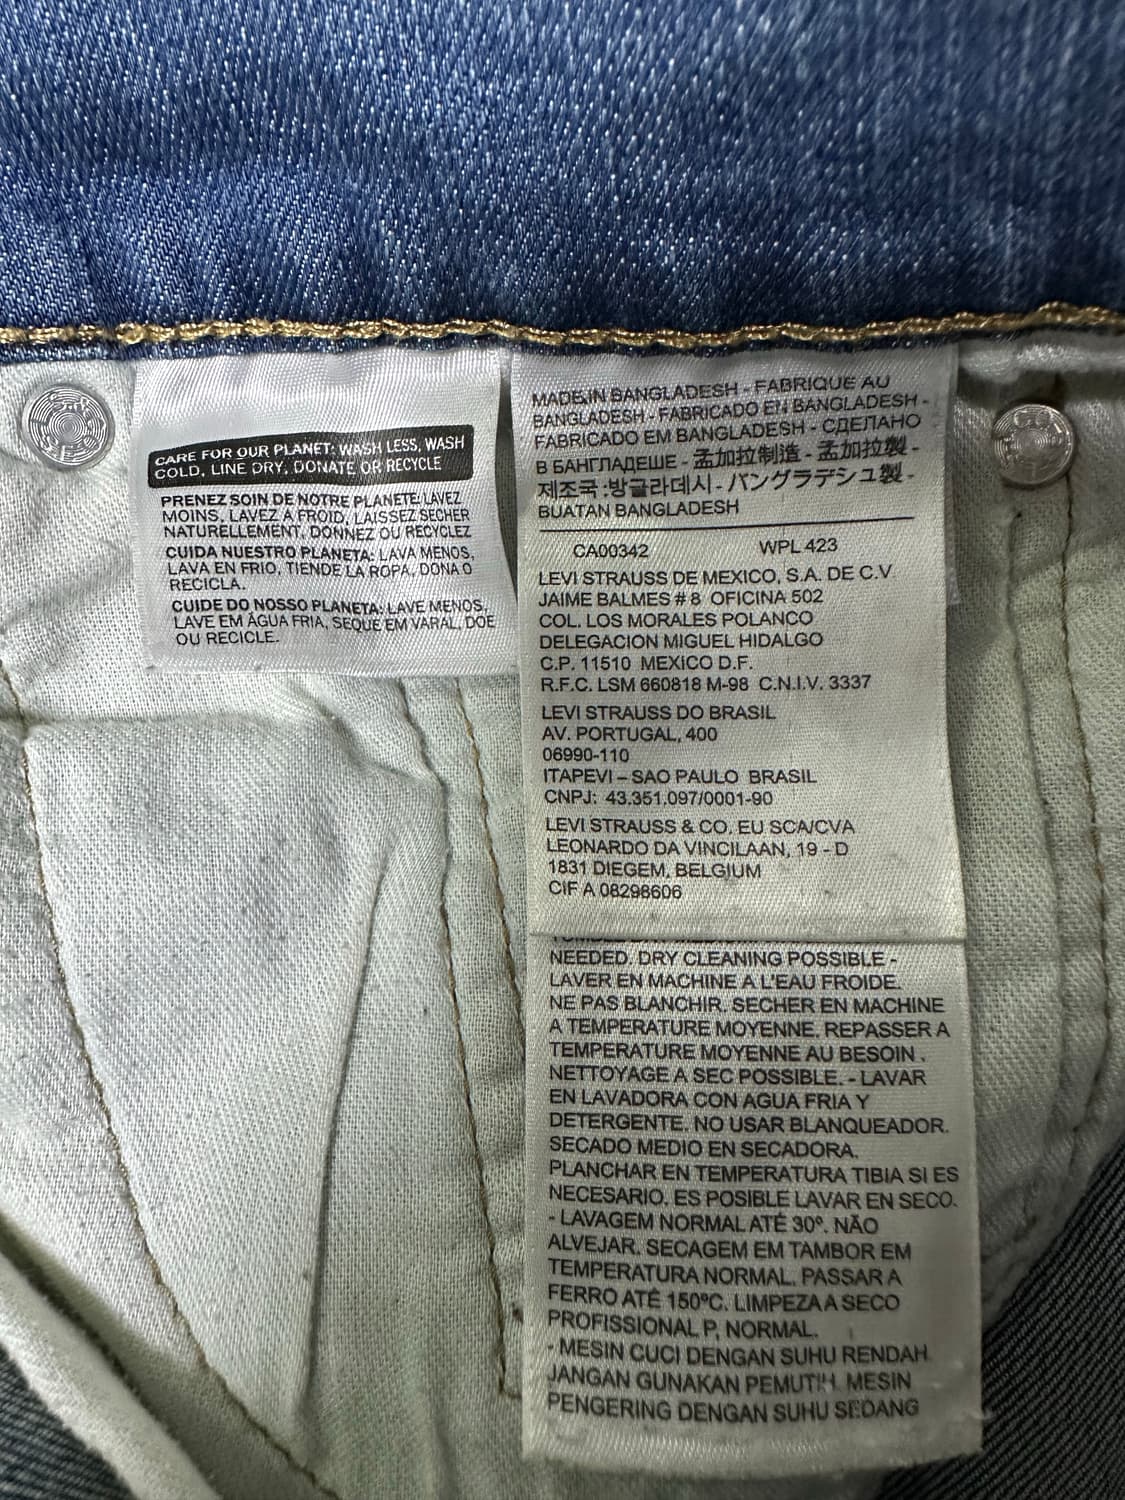 CARE FOR OUR PLANET: WASH LESS, WASH
COLD, LINE DRY, DONATE OR RECYCLE
PRENEZ SOIN DE NOTRE PLANETE: LAVEZ
MOINS, LAVEZ A FROID, LAISSEZ SECHER
NATURELLEMENT, DONNEZ OU RECYCLEZ
CUIDA NUESTRO PLANETA: LAVA MENOS,
LAVA EN FRIO, TIENDE LA ROPA, DONA O
RECICLA.
CUIDE DO NOSSO PLANETA: LAVE MENOS,
LAVE EM ÁGUA FRIA, SEQUE EM VARAL, DOE
OU RECICLE.
MADE IN BANGLADESH - FABRIQUE AU
BANGLADESH - FABRICADO EN BANGLADESH -
FABRICADO EM BANGLADESH - СДЕЛАНО
В БАНГЛАДЕШЕ - 孟加拉制造 - 孟加拉製 -
제조국 :방글라데시 - バングラデシュ製 -
BUATAN BANGLADESH
CA00342 WPL 423
LEVI STRAUSS DE MEXICO, S.A. DE C.V
JAIME BALMES # 8 OFICINA 502
COL. LOS MORALES POLANCO
DELEGACION MIGUEL HIDALGO
C.P. 11510 MEXICO D.F.
R.F.C. LSM 660818 M-98 C.N.I.V. 3337
LEVI STRAUSS DO BRASIL
AV. PORTUGAL, 400
06990-110
ITAPEVI – SAO PAULO BRASIL
CNPJ: 43.351.097/0001-90
LEVI STRAUSS & CO. EU SCA/CVA
LEONARDO DA VINCILAAN, 19 - D
1831 DIEGEM, BELGIUM
CIF A 08298606
NEEDED. DRY CLEANING POSSIBLE -
LAVER EN MACHINE A L'EAU FROIDE.
NE PAS BLANCHIR. SECHER EN MACHINE
A TEMPERATURE MOYENNE. REPASSER A
TEMPERATURE MOYENNE AU BESOIN .
NETTOYAGE A SEC POSSIBLE. - LAVAR
EN LAVADORA CON AGUA FRIA Y
DETERGENTE. NO USAR BLANQUEADOR.
SECADO MEDIO EN SECADORA.
PLANCHAR EN TEMPERATURA TIBIA SI ES
NECESARIO. ES POSIBLE LAVAR EN SECO.
- LAVAGEM NORMAL ATÉ 30º. NÃO
ALVEJAR. SECAGEM EM TAMBOR EM
TEMPERATURA NORMAL. PASSAR A
FERRO ATÉ 150ºC. LIMPEZA A SECO
PROFISSIONAL P, NORMAL.
- MESIN CUCI DENGAN SUHU RENDAH
JANGAN GUNAKAN PEMUTIH. MESIN
PENGERING DENGAN SUHU SEDANG